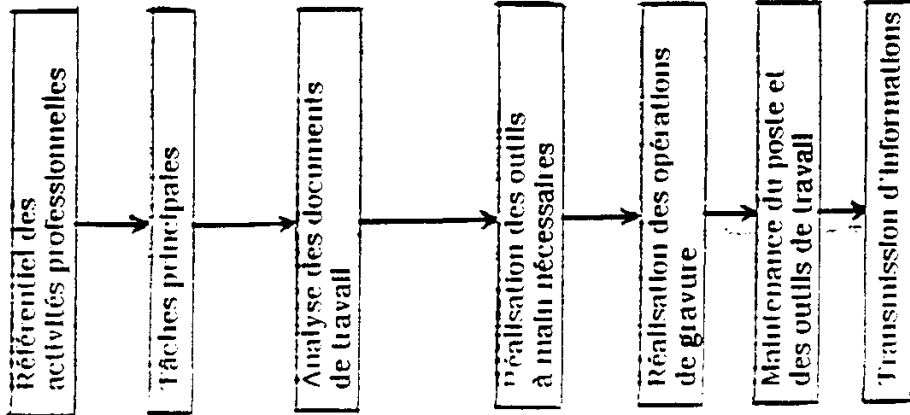 Référentiel des
activités professionnelles
Tâches principales
Analyse des documents
de travail
Réalisation des outils
à main nécessaires
Réalisation des opérations
de gravure
Maintenance du poste et
des outils de travail
Transmission d'informations